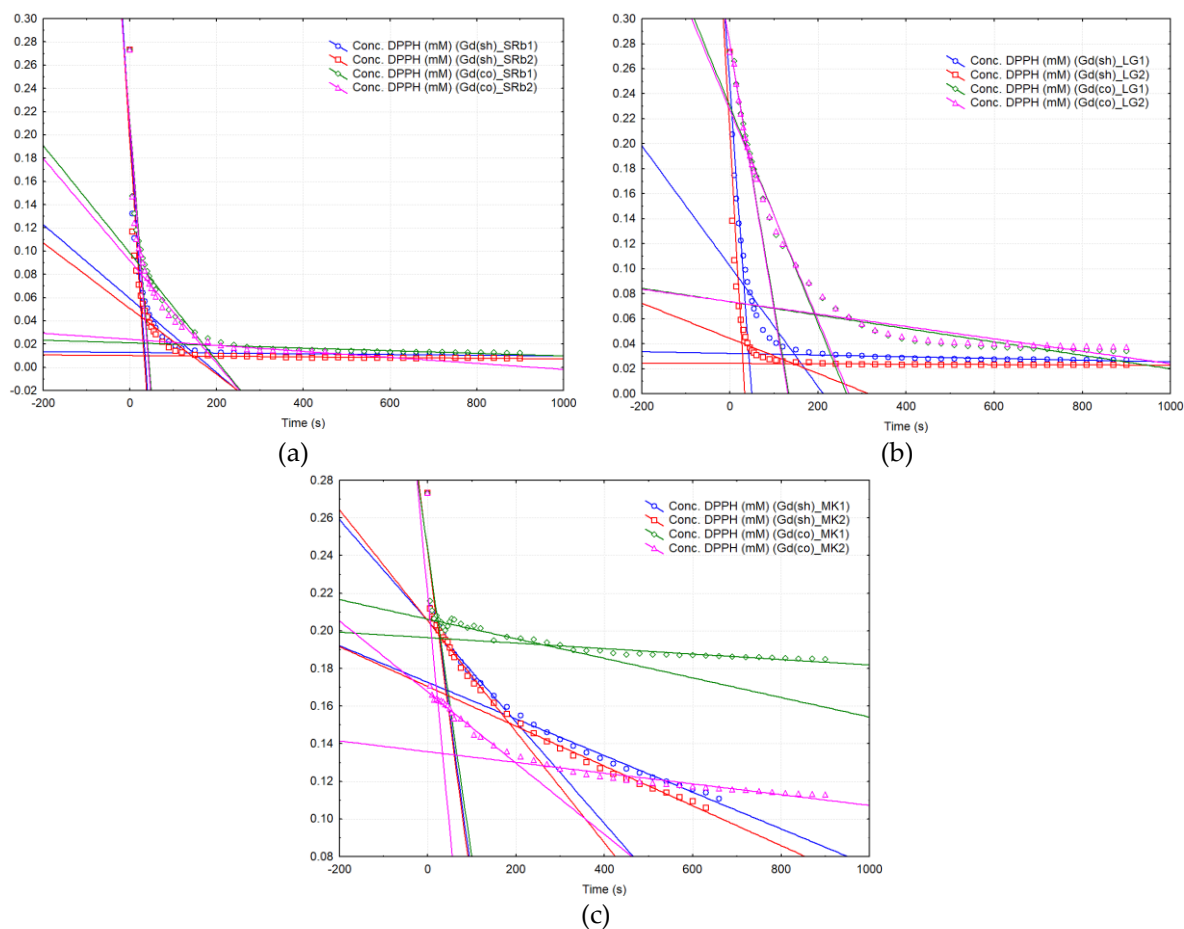 0.30
0.28
0.26
0.24
0.22
0.20
0.18
0.16
0.14
0.12
0.10
0.08
0.06
0.04
0.02
0.00
-0.02
-200 0 200 400 600 800 1000
Time (s)
Conc. DPPH (mM) (Gd(sh)_SRb1)
Conc. DPPH (mM) (Gd(sh)_SRb2)
Conc. DPPH (mM) (Gd(co)_SRb1)
Conc. DPPH (mM) (Gd(co)_SRb2)
(a)
0.30
0.28
0.26
0.24
0.22
0.20
0.18
0.16
0.14
0.12
0.10
0.08
0.06
0.04
0.02
0.00
-200 0 200 400 600 800 1000
Time (s)
Conc. DPPH (mM) (Gd(sh)_LG1)
Conc. DPPH (mM) (Gd(sh)_LG2)
Conc. DPPH (mM) (Gd(co)_LG1)
Conc. DPPH (mM) (Gd(co)_LG2)
(b)
0.28
0.26
0.24
0.22
0.20
0.18
0.16
0.14
0.12
0.10
0.08
-200 0 200 400 600 800 1000
Time (s)
Conc. DPPH (mM) (Gd(sh)_MK1)
Conc. DPPH (mM) (Gd(sh)_MK2)
Conc. DPPH (mM) (Gd(co)_MK1)
Conc. DPPH (mM) (Gd(co)_MK2)
(c)